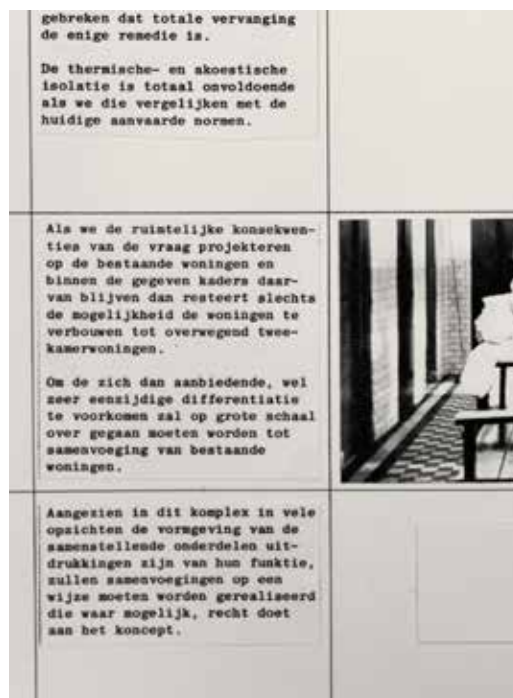 gebreken dat totale vervanging
de enige remedie is.
De thermische- en akoestische
isolatie is totaal onvoldoende
als we die vergelijken met de
huidige aanvaarde normen.
Als we de ruimtelijke konsekwen-
ties van de vraag projekteren
op de bestaande woningen en
binnen de gegeven kaders daar-
van blijven dan resteert slechts
de mogelijkheid de woningen te
verbouwen tot overwegend twee-
kamerwoningen.
Om de zich dan aanbiedende, wel
zeer eenzijdige differentiatie
te voorkomen zal op grote schaal
over gegaan moeten worden tot
samenvoeging van bestaande
woningen.
Aangezien in dit komplex in vele
opzichten de vormgeving van de
samenstellende onderdelen uit-
drukkingen zijn van hun funktie,
zullen samenvoegingen op een
wijze moeten worden gerealiseerd
die waar mogelijk, recht doet
aan het koncept.